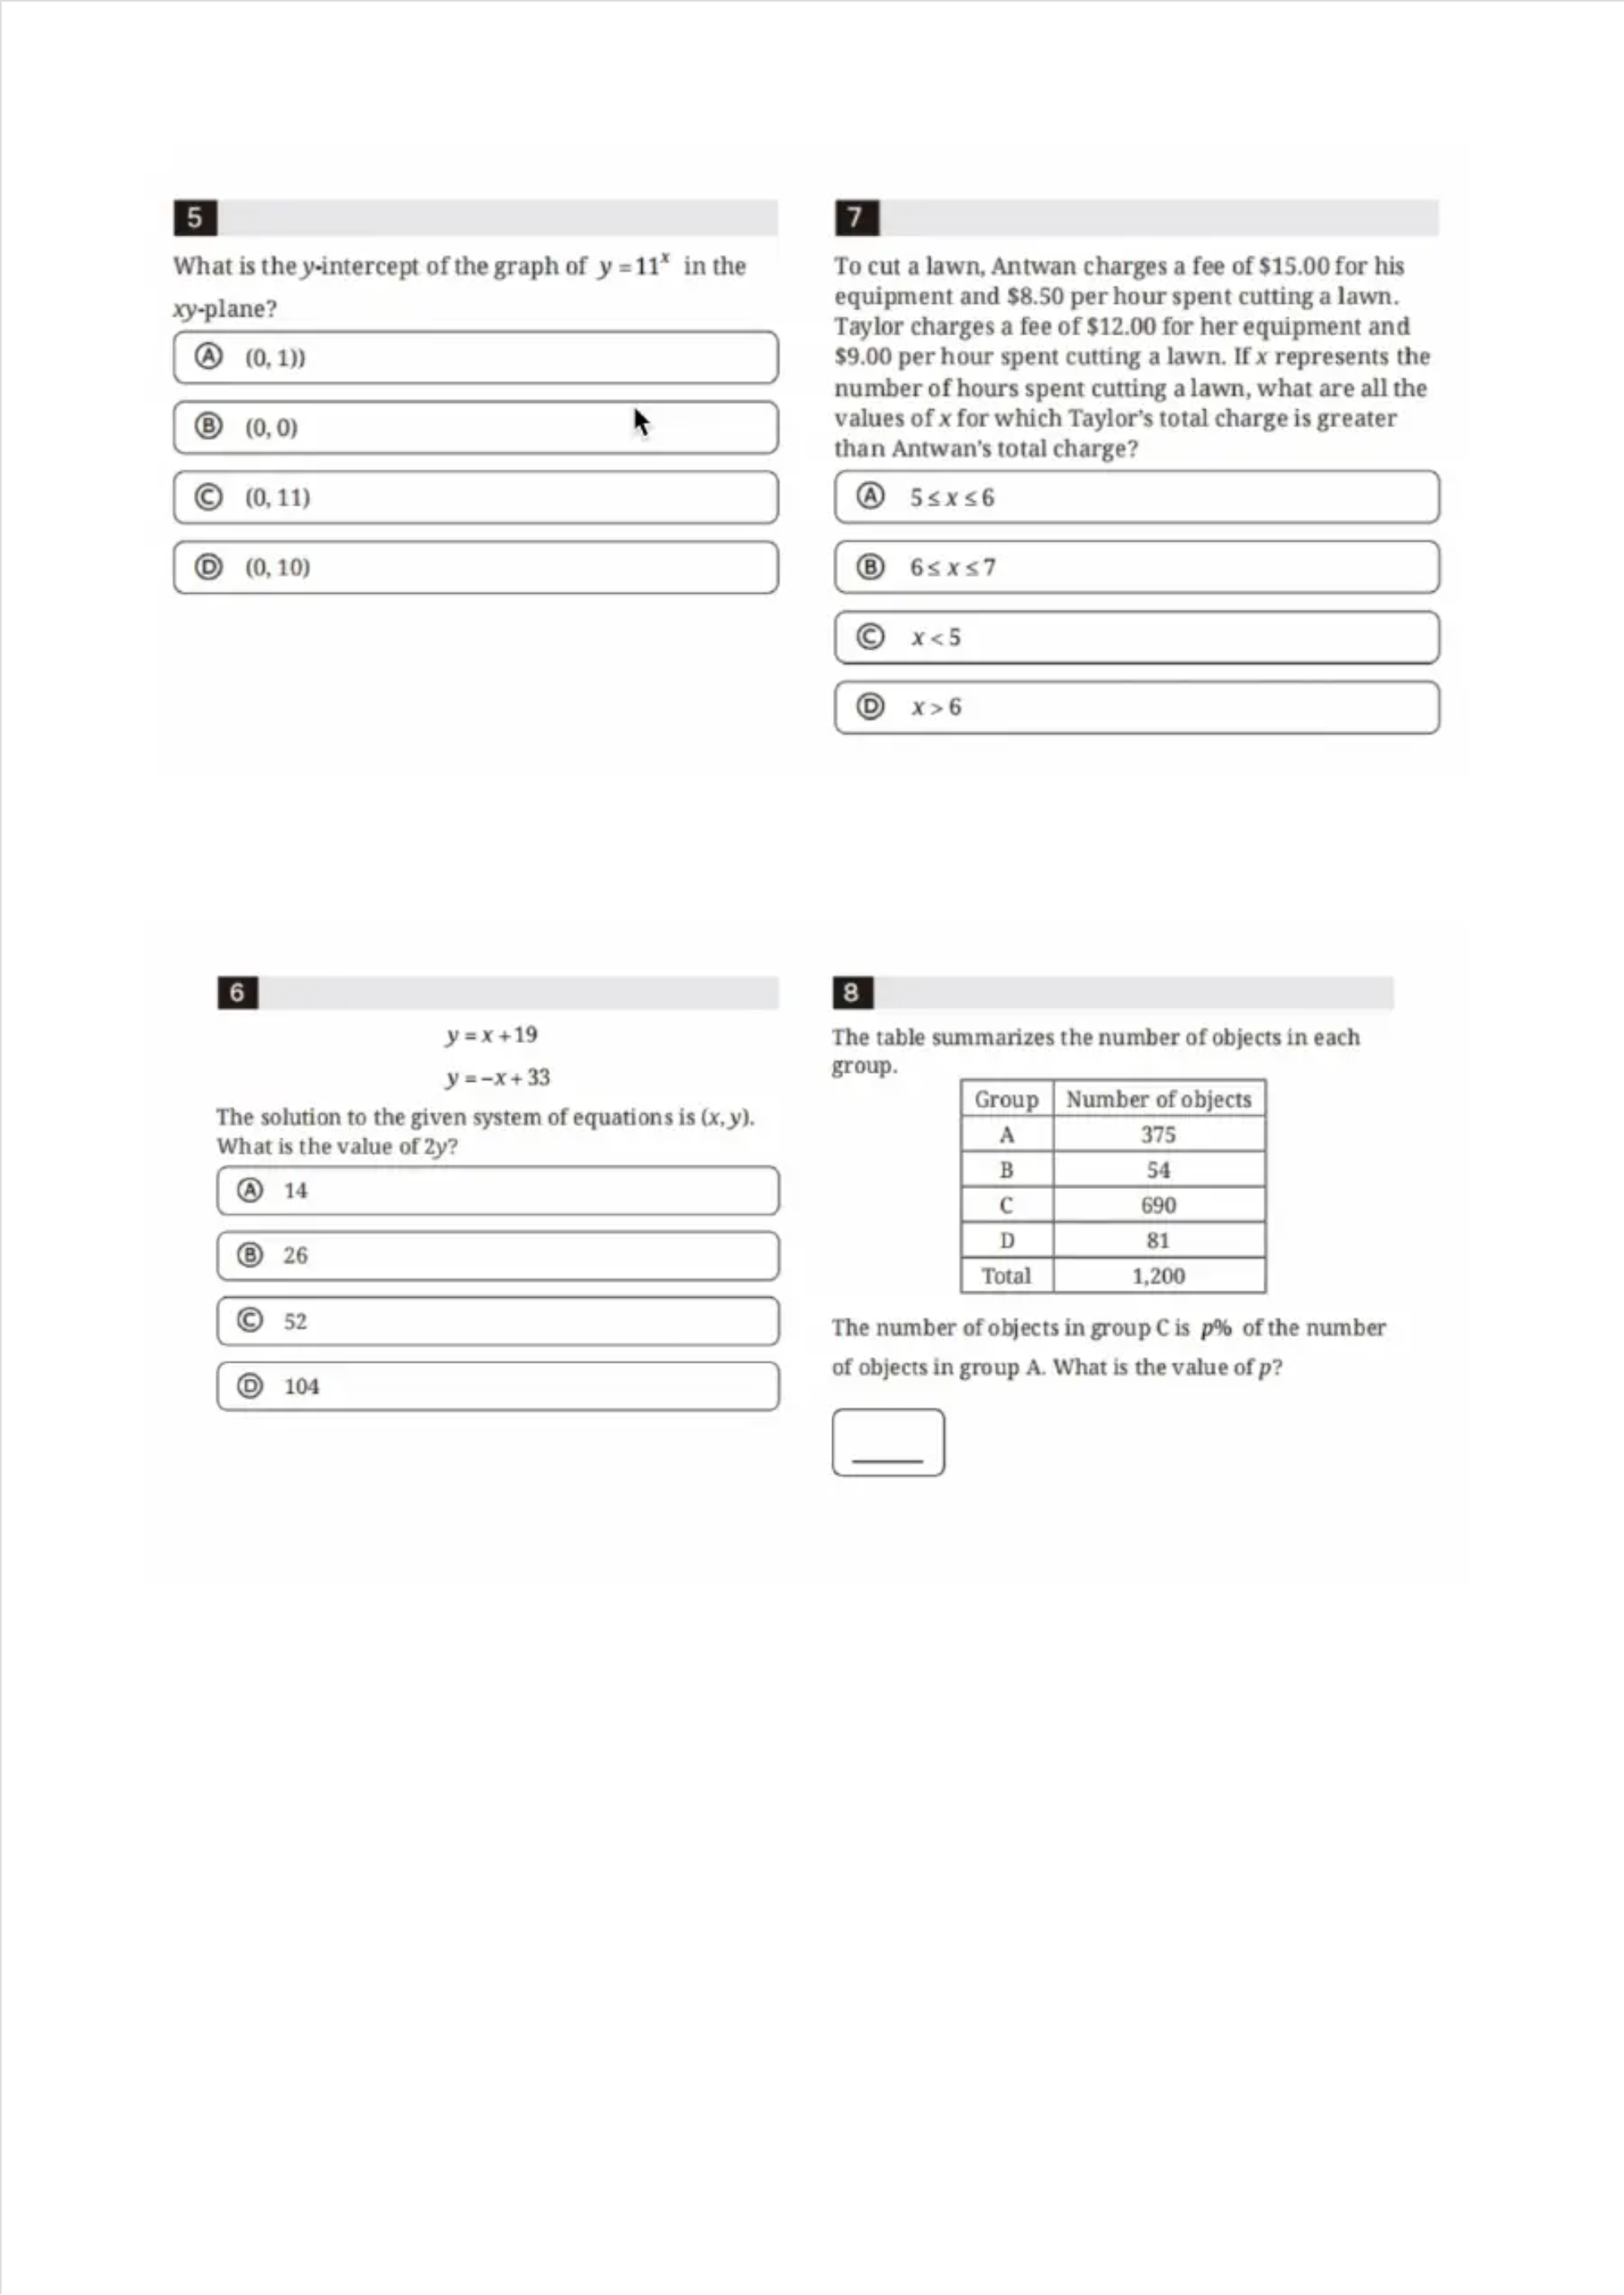 5
What is the y-intercept of the graph of y = 11ˣ in the
xy-plane?
Ⓐ (0, 1))
Ⓑ (0, 0)
Ⓒ (0, 11)
Ⓓ (0, 10)
7
To cut a lawn, Antwan charges a fee of $15.00 for his
equipment and $8.50 per hour spent cutting a lawn.
Taylor charges a fee of $12.00 for her equipment and
$9.00 per hour spent cutting a lawn. If x represents the
number of hours spent cutting a lawn, what are all the
values of x for which Taylor's total charge is greater
than Antwan's total charge?
Ⓐ 5 ≤ x ≤ 6
Ⓑ 6 ≤ x ≤ 7
Ⓒ x < 5
Ⓓ x > 6
6
y = x + 19
y = −x + 33
The solution to the given system of equations is (x, y).
What is the value of 2y?
Ⓐ 14
Ⓑ 26
Ⓒ 52
Ⓓ 104
8
The table summarizes the number of objects in each
group.
Group Number of objects
A 375
B 54
C 690
D 81
Total 1,200
The number of objects in group C is p% of the number
of objects in group A. What is the value of p?